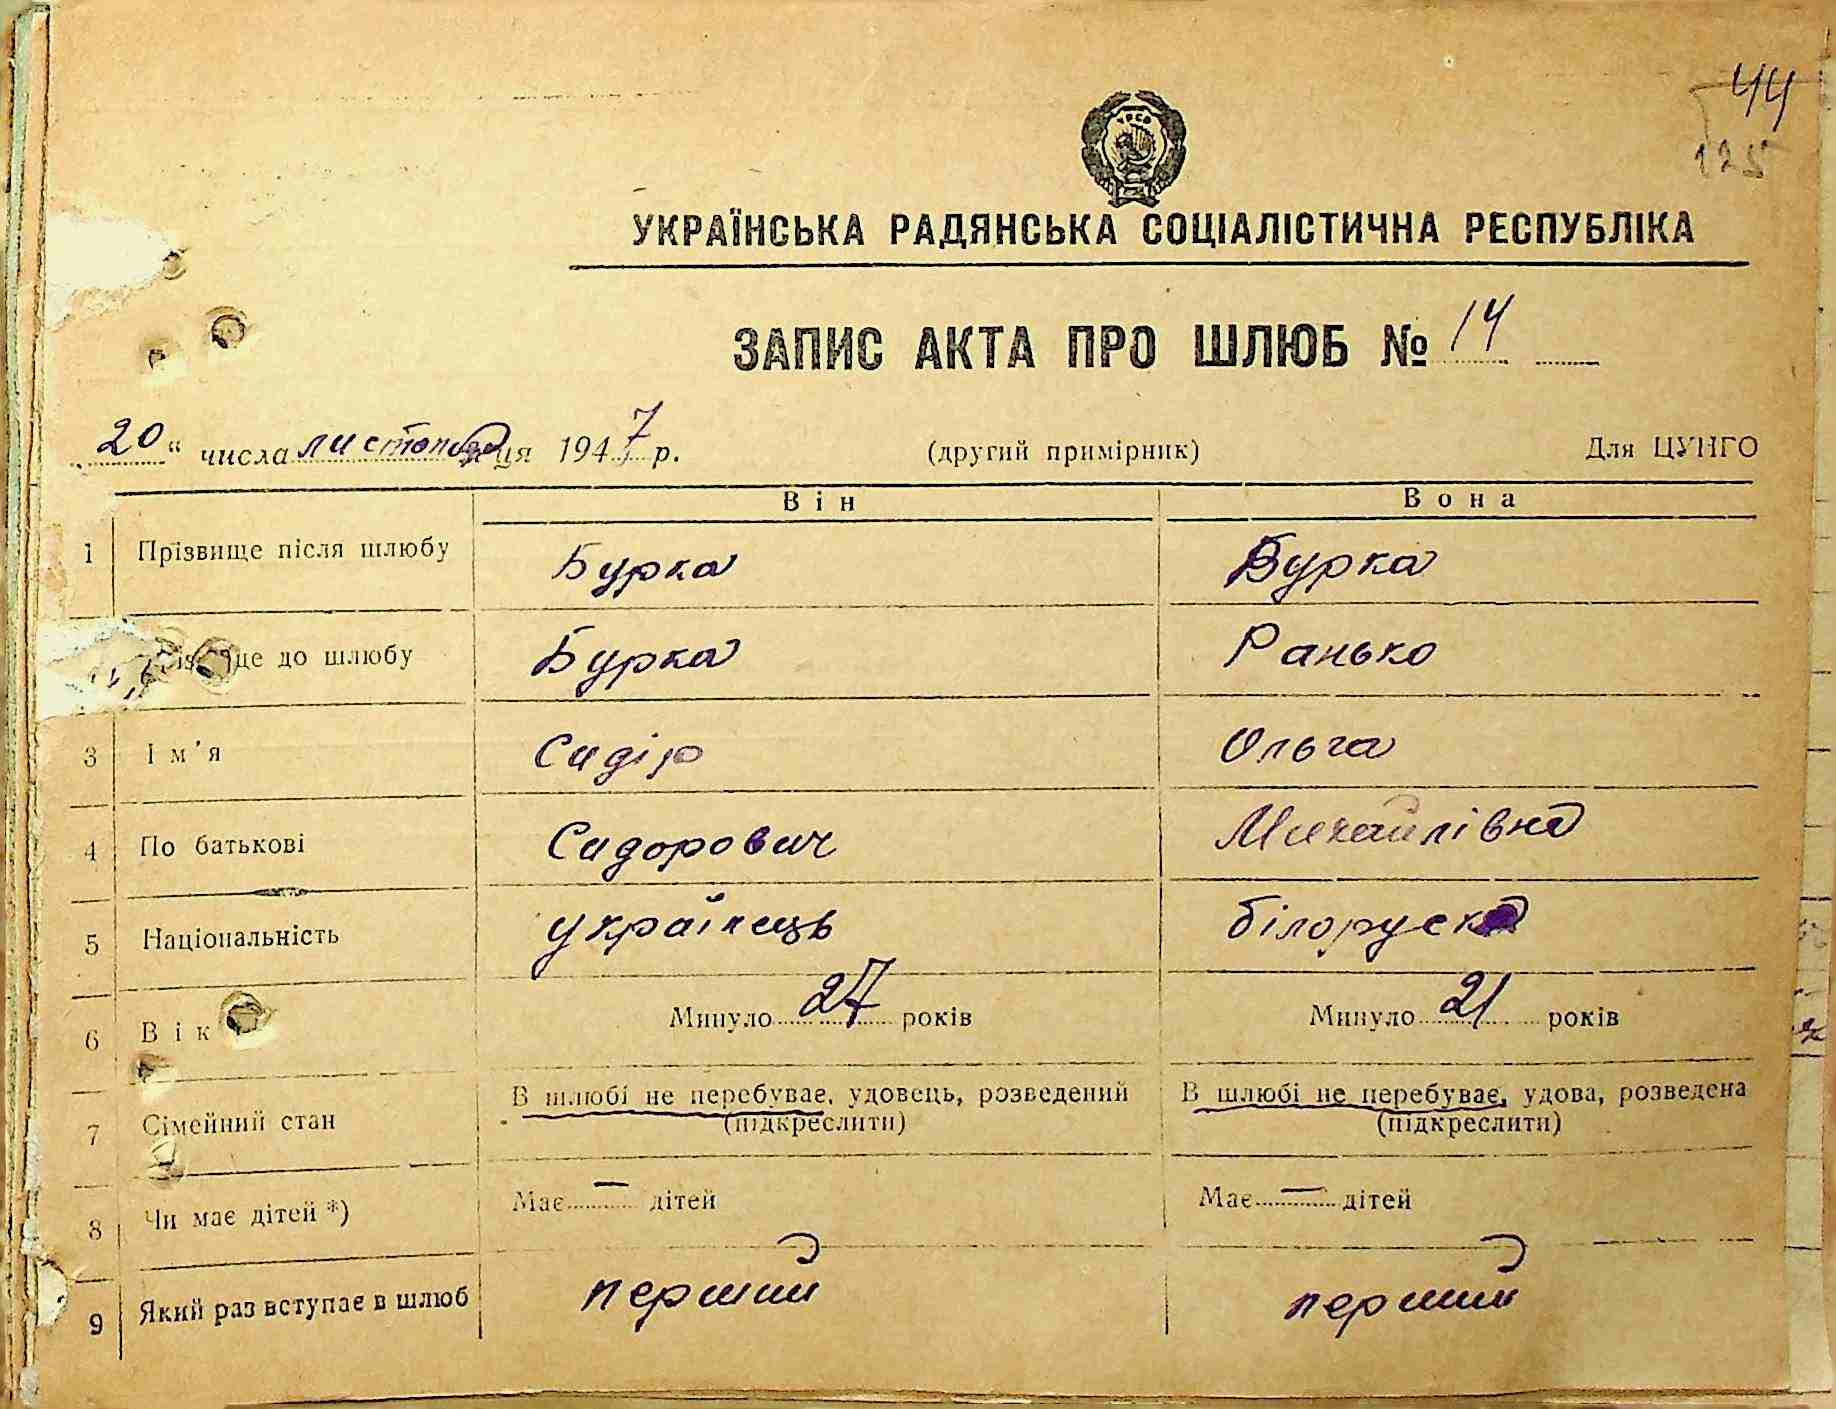 44
125
УРСР
УКРАЇНСЬКА РАДЯНСЬКА СОЦІАЛІСТИЧНА РЕСПУБЛІКА
ЗАПИС АКТА ПРО ШЛЮБ № 14
20 “ числа листопада ця 1947 р. (другий примірник) Для ЦУНГО
Він Вона
1 Прізвище після шлюбу Бурка Бурка
до шлюбу Бурка Ранько
3 Ім’я Сидір Ольга
4 По батькові Сидорович Михайлівна
5 Національність українець білоруска
6 Вік Минуло 27 років Минуло 21 років
7 Сімейний стан В шлюбі не перебуває, удовець, розведений В шлюбі не перебуває, удова, розведена
(підкреслити) (підкреслити)
8 Чи має дітей *) Має — дітей Має — дітей
9 Який раз вступає в шлюб перший перший